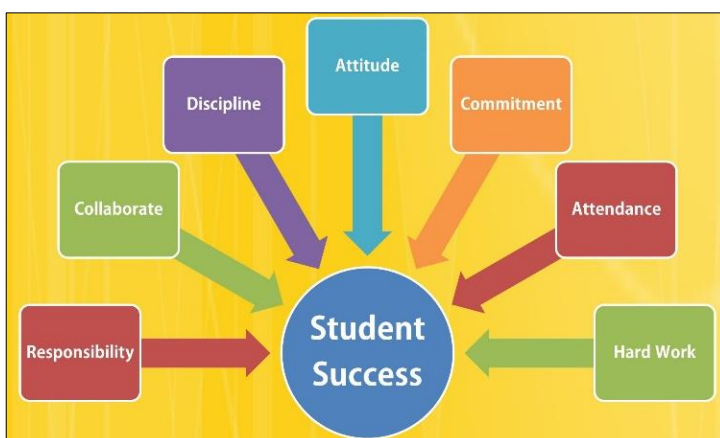 Attitude
Discipline
Commitment
Collaborate
Attendance
Responsibility
Student
Success
Hard Work